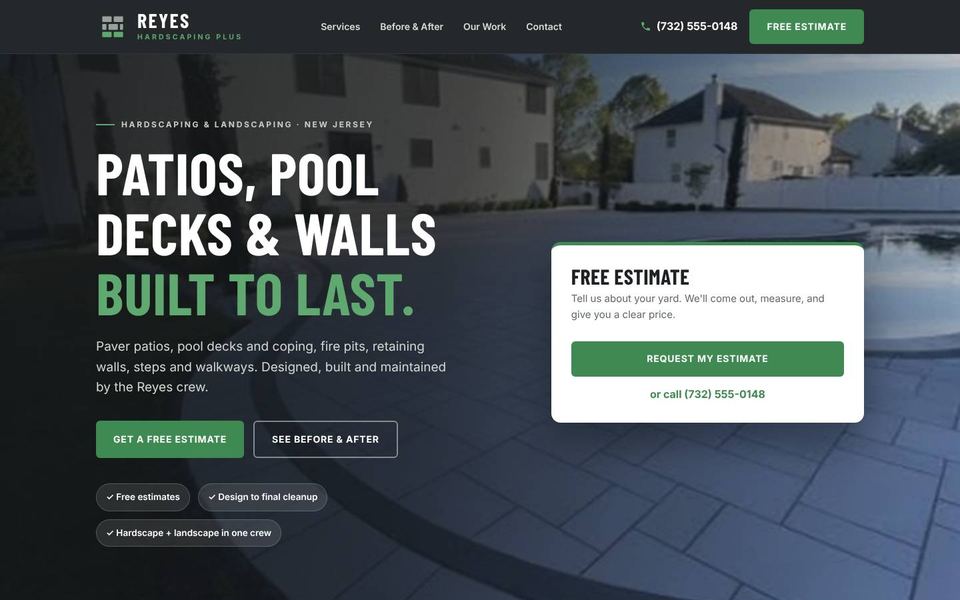 REYES
HARDSCAPING PLUS
Services
Before & After
Our Work
Contact
(732) 555-0148
FREE ESTIMATE
HARDSCAPING & LANDSCAPING · NEW JERSEY
PATIOS, POOL
DECKS & WALLS
BUILT TO LAST.
Paver patios, pool decks and coping, fire pits, retaining
walls, steps and walkways. Designed, built and maintained
by the Reyes crew.
GET A FREE ESTIMATE
SEE BEFORE & AFTER
✓ Free estimates
✓ Design to final cleanup
✓ Hardscape + landscape in one crew
FREE ESTIMATE
Tell us about your yard. We'll come out, measure, and
give you a clear price.
REQUEST MY ESTIMATE
or call (732) 555-0148